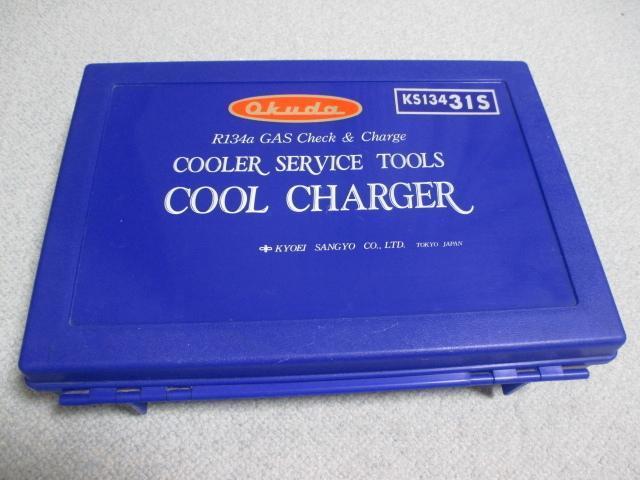 Okuda
KS134 31S
R134a GAS Check & Charge
COOLER SERVICE TOOLS
COOL CHARGER
KYOEI SANGYO CO., LTD. TOKYO JAPAN